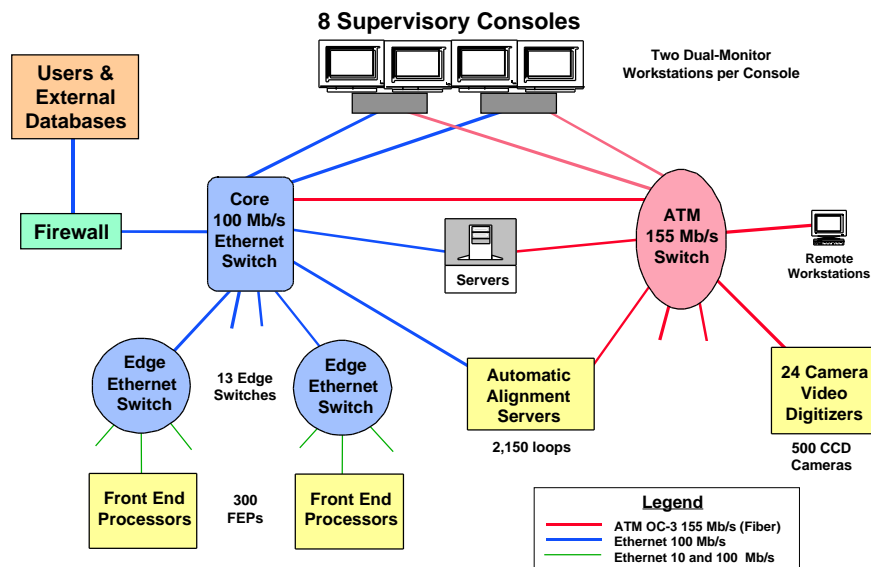 8 Supervisory Consoles
Two Dual-Monitor
Workstations per Console
Users &
External
Databases
Core
100 Mb/s
Ethernet
Switch
ATM
155 Mb/s
Switch
Firewall
Servers
Remote
Workstations
Edge
Ethernet
Switch
13 Edge
Switches
Edge
Ethernet
Switch
Automatic
Alignment
Servers
24 Camera
Video
Digitizers
2,150 loops
500 CCD
Cameras
Front End
Processors
300
FEPs
Front End
Processors
Legend
ATM OC-3 155 Mb/s (Fiber)
Ethernet 100 Mb/s
Ethernet 10 and 100 Mb/s